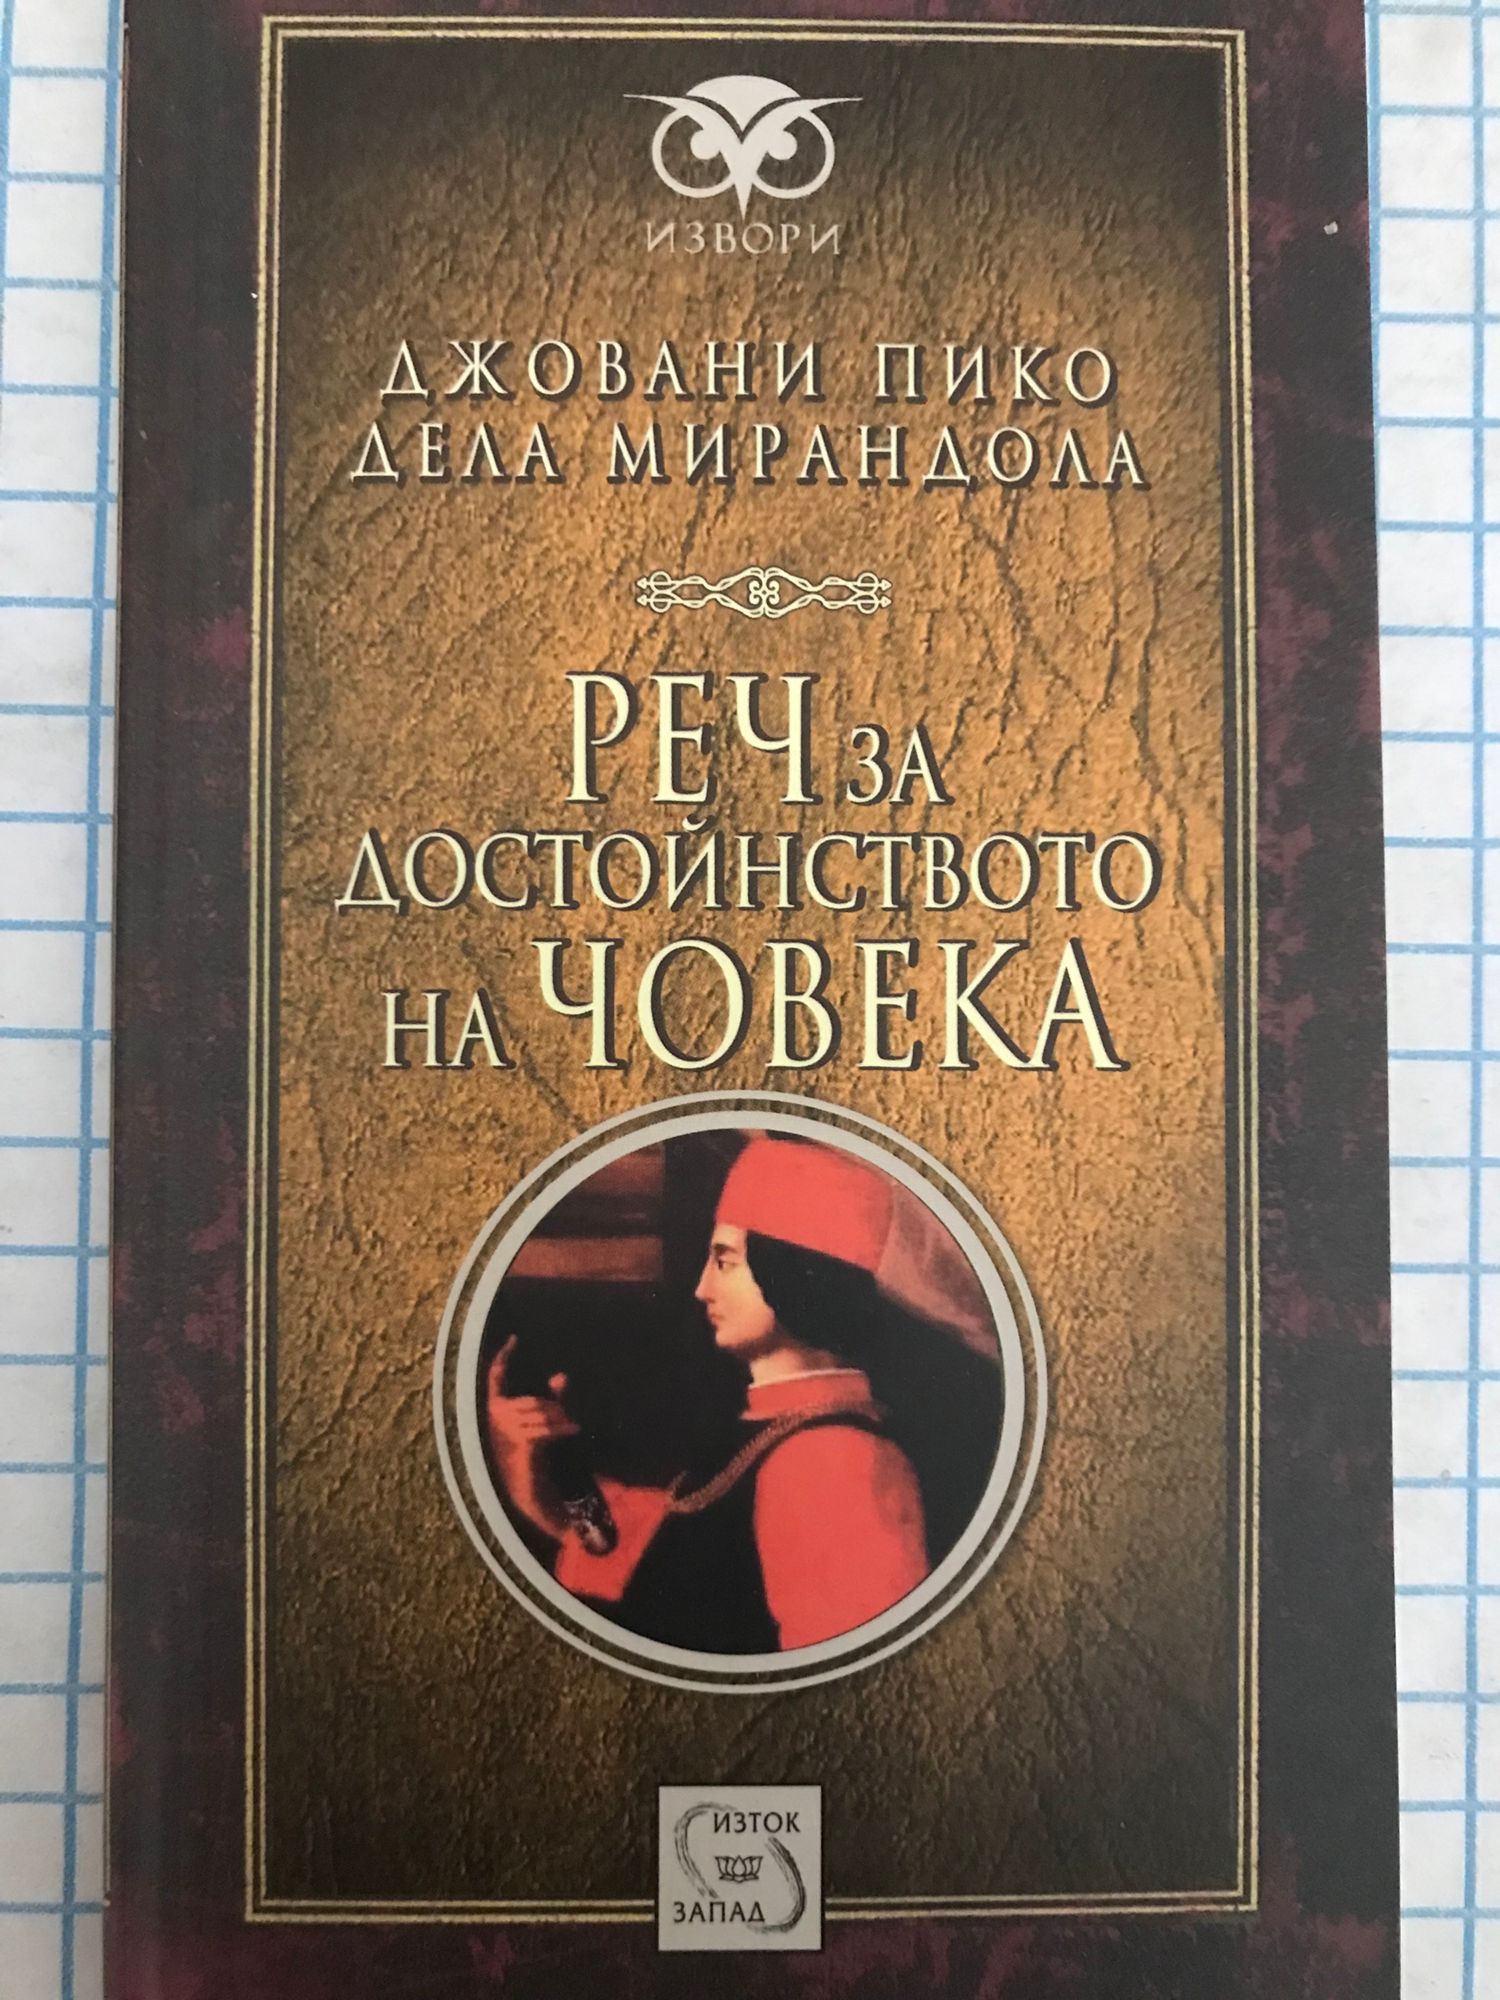 ИЗВОРИ
ДЖОВАНИ ПИКО
ДЕЛА МИРАНДОЛА
РЕЧ ЗА
ДОСТОЙНСТВОТО
НА ЧОВЕКА
ИЗТОК
ЗАПАД